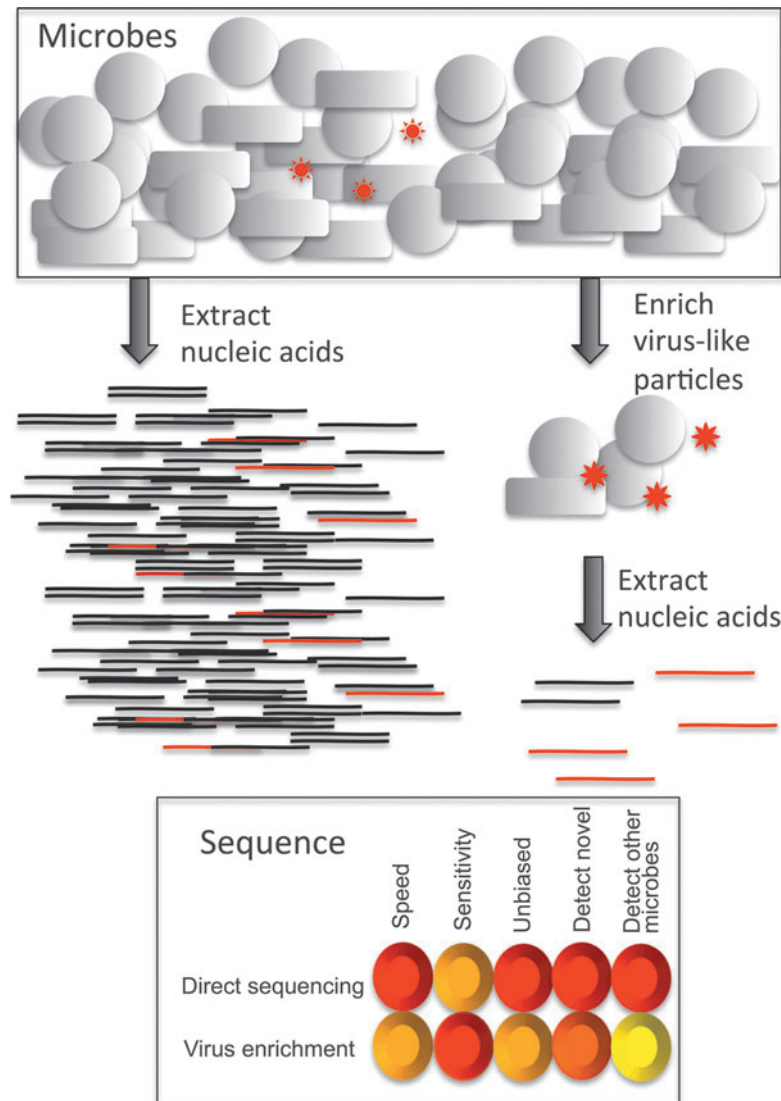 Microbes
Extract
nucleic acids
Enrich
virus-like
particles
Extract
nucleic acids
Sequence
Speed
Sensitivity
Unbiased
Detect novel
Detect other
microbes
Direct sequencing
Virus enrichment